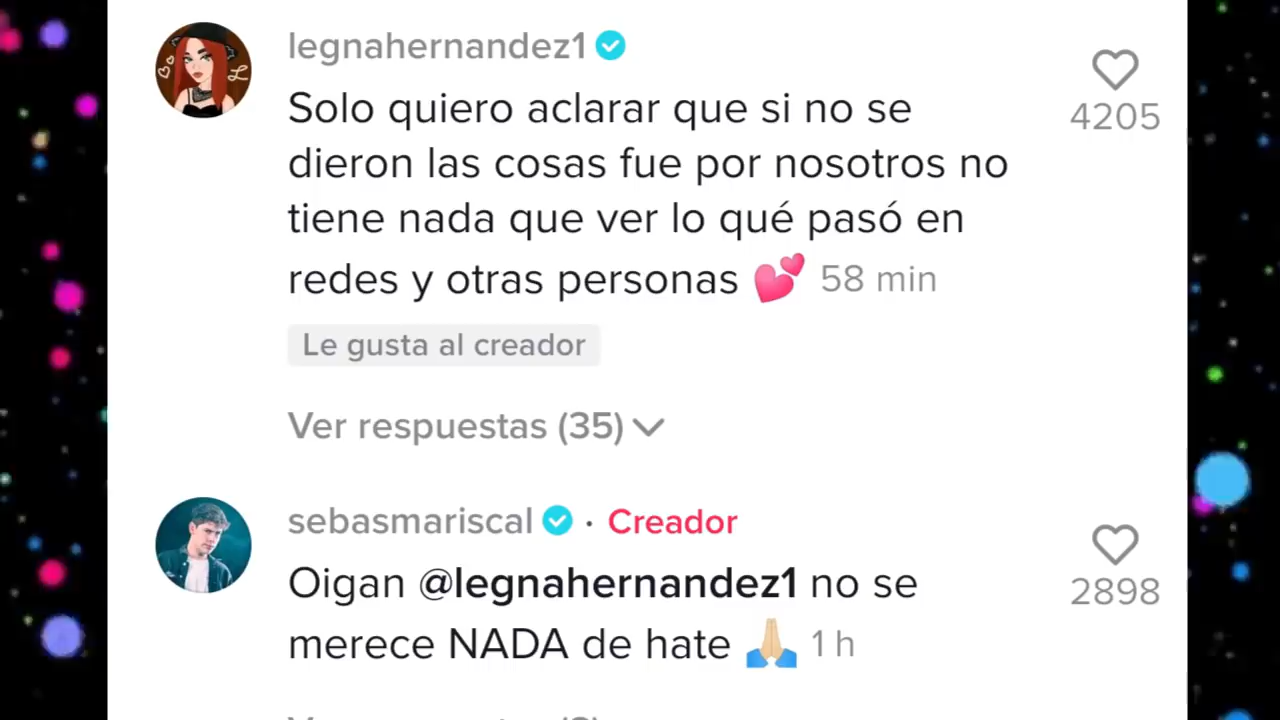 legnahernandez1
4205
Solo quiero aclarar que si no se
dieron las cosas fue por nosotros no
tiene nada que ver lo qué pasó en
redes y otras personas 💕 58 min
Le gusta al creador
Ver respuestas (35)
sebasmariscal · Creador
Oigan @legnahernandez1 no se
2898
merece NADA de hate 🙏🏼 1 h